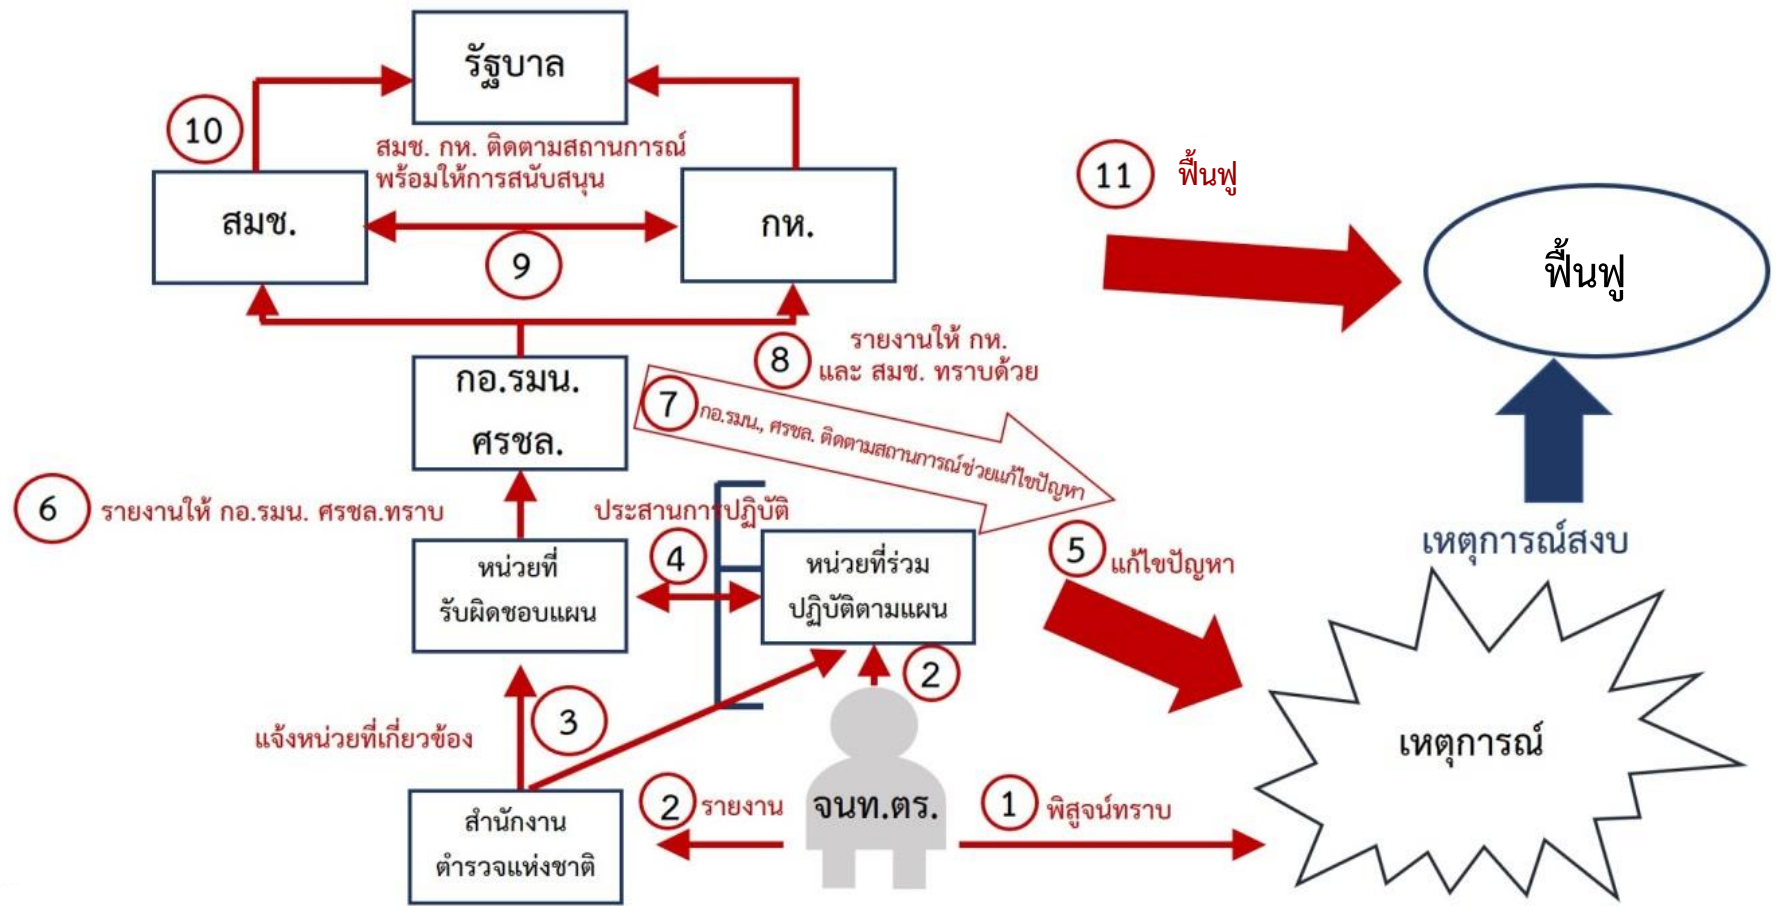 รัฐบาล
10
สมช. กห. ติดตามสถานการณ์
พร้อมให้การสนับสนุน
สมช.
กห.
9
11
ฟื้นฟู
ฟื้นฟู
8
รายงานให้ กห.
และ สมช. ทราบด้วย
กอ.รมน.
ศรชล.
7
กอ.รมน., ศรชล. ติดตามสถานการณ์ช่วยแก้ไขปัญหา
6
รายงานให้ กอ.รมน. ศรชล.ทราบ
ประสานการปฏิบัติ
4
หน่วยที่
รับผิดชอบแผน
หน่วยที่ร่วม
ปฏิบัติตามแผน
5
แก้ไขปัญหา
เหตุการณ์สงบ
2
3
แจ้งหน่วยที่เกี่ยวข้อง
เหตุการณ์
สำนักงาน
ตำรวจแห่งชาติ
2
รายงาน
จนท.ตร.
1
พิสูจน์ทราบ